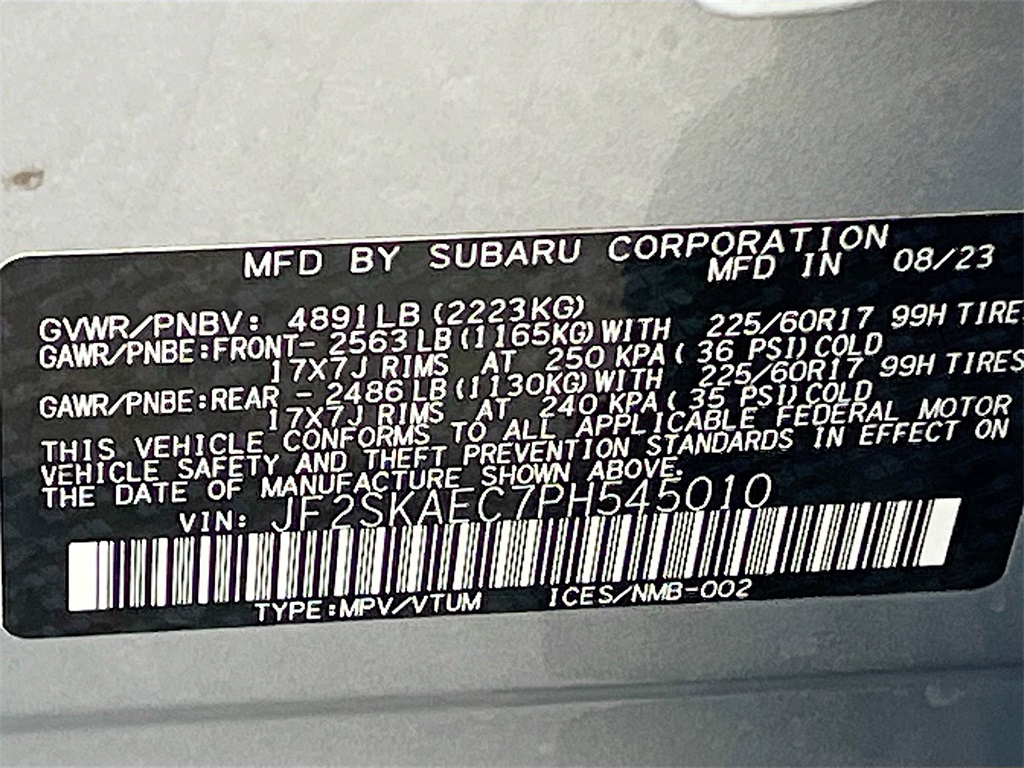 MFD BY SUBARU CORPORATION
MFD IN 08/23
GVWR/PNBV: 4891LB (2223KG)
GAWR/PNBE:FRONT- 2563LB(1165KG)WITH 225/60R17 99H TIRE
17X7J RIMS AT 250 KPA( 36 PSI)COLD
GAWR/PNBE:REAR - 2486LB(1130KG)WITH 225/60R17 99H TIRES
17X7J RIMS AT 240 KPA( 35 PSI)COLD
THIS VEHICLE CONFORMS TO ALL APPLICABLE FEDERAL MOTOR
VEHICLE SAFETY AND THEFT PREVENTION STANDARDS IN EFFECT ON
THE DATE OF MANUFACTURE SHOWN ABOVE.
VIN: JF2SKAEC7PH545010
TYPE:MPV/VTUM ICES/NMB-002